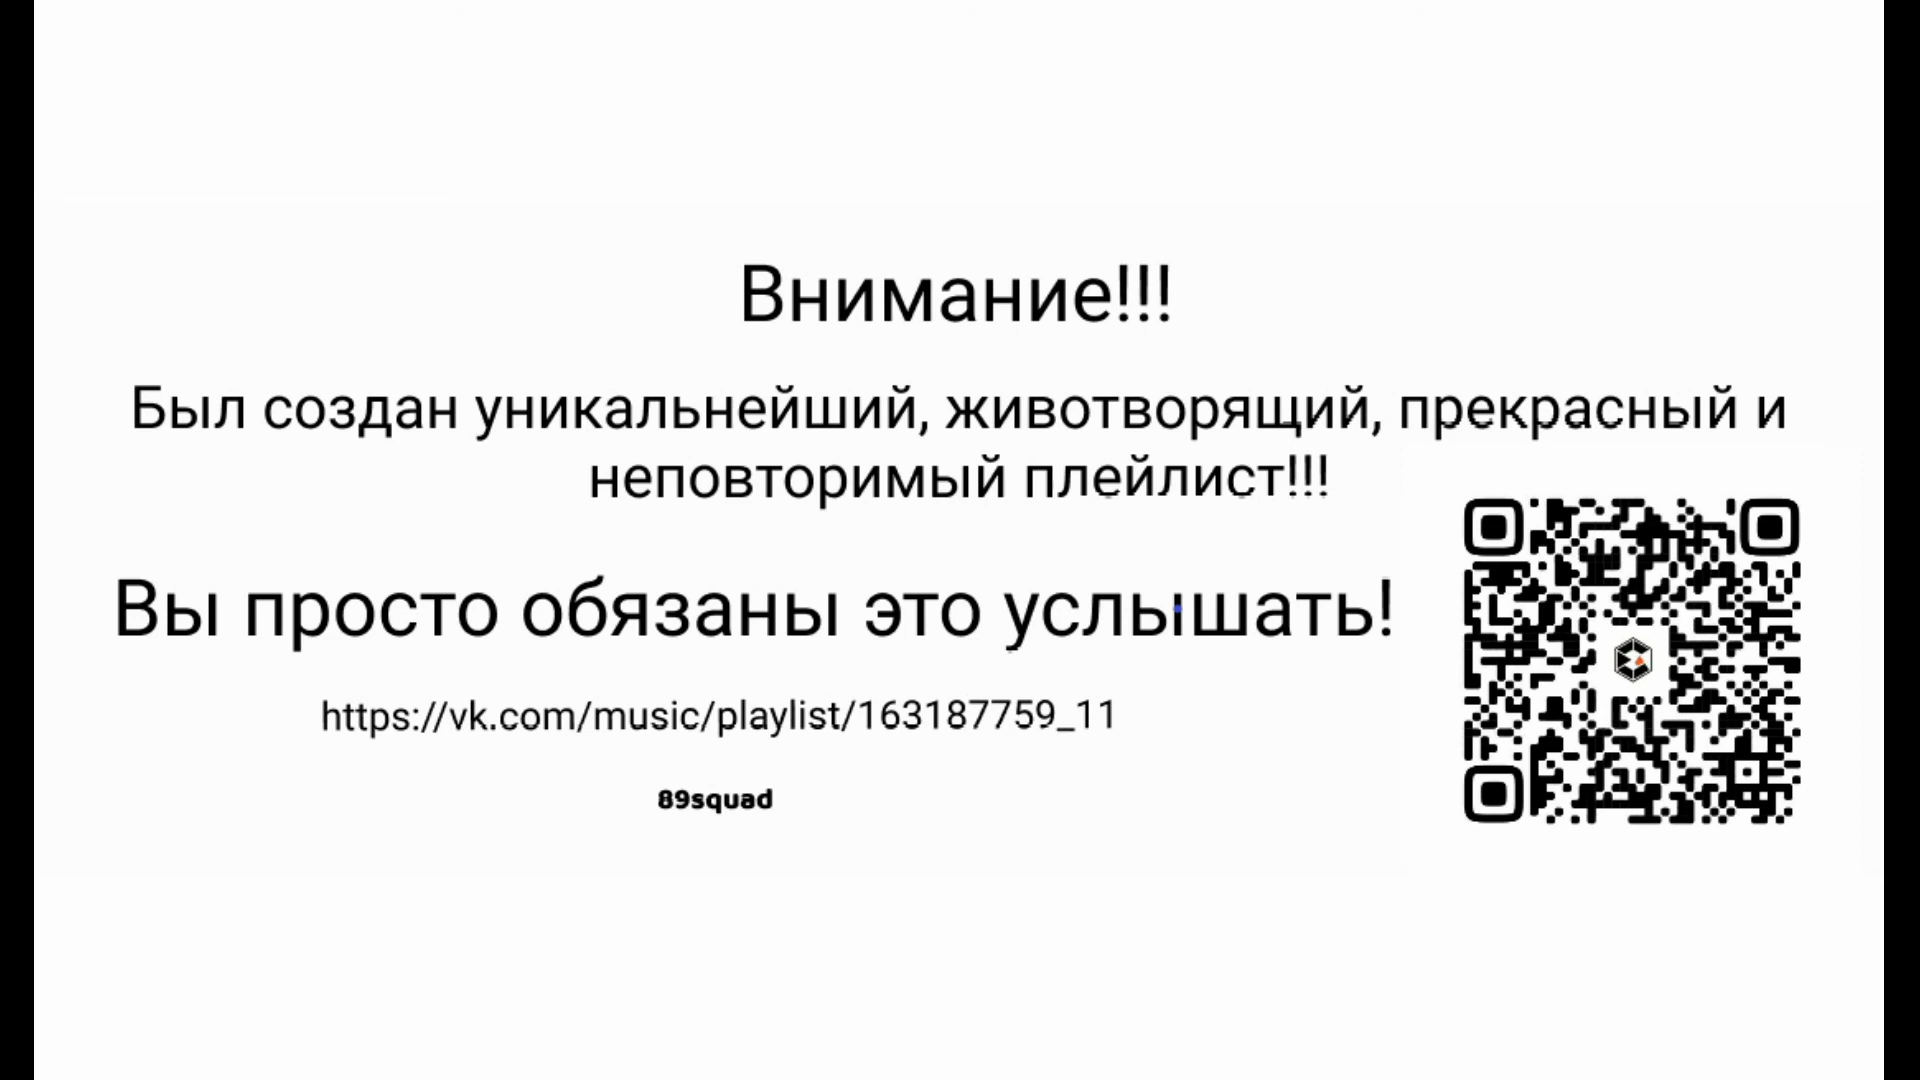 Внимание!!!
Был создан уникальнейший, животворящий, прекрасный и
неповторимый плейлист!!!
Вы просто обязаны это услышать!
https://vk.com/music/playlist/163187759_11
89squad